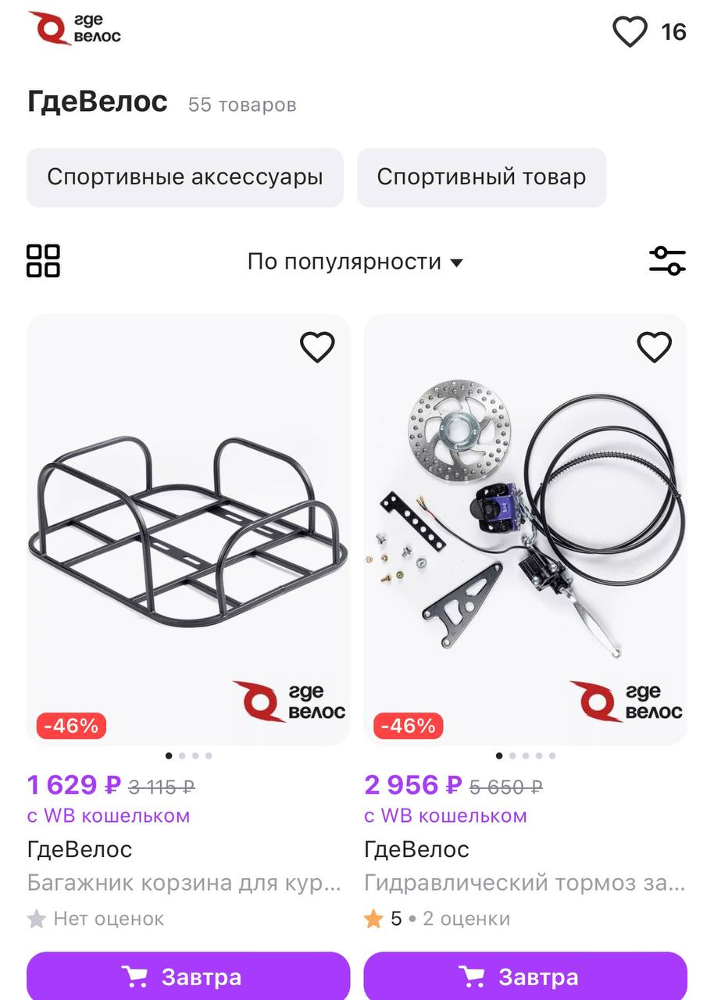 где
велос
16
ГдеВелос 55 товаров
Спортивные аксессуары Спортивный товар
По популярности
где
велос
-46%
где
велос
-46%
1 629 ₽ 3 115 ₽
с WB кошельком
ГдеВелос
Багажник корзина для кур...
Нет оценок
Завтра
2 956 ₽ 5 650 ₽
с WB кошельком
ГдеВелос
Гидравлический тормоз за...
5 • 2 оценки
Завтра